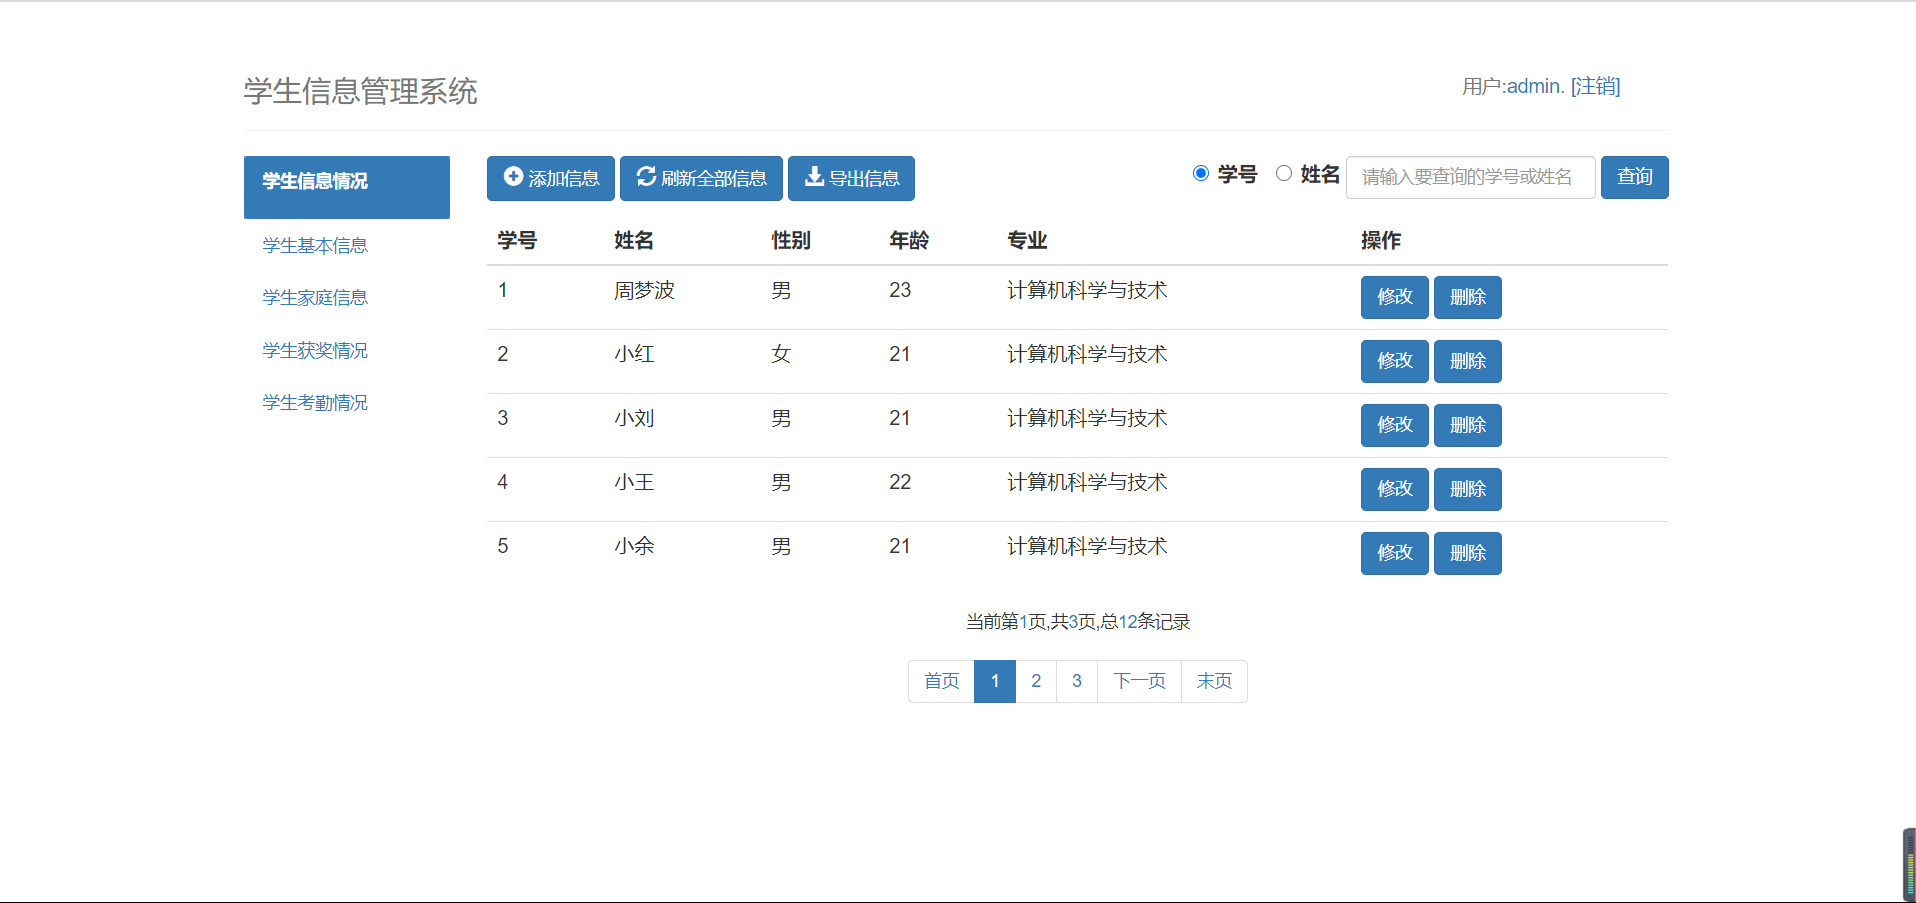 学生信息管理系统
用户:admin. [注销]
学生信息情况
学生基本信息
学生家庭信息
学生获奖情况
学生考勤情况
添加信息 刷新全部信息 导出信息
学号 姓名 请输入要查询的学号或姓名 查询
学号 姓名 性别 年龄 专业 操作
1 周梦波 男 23 计算机科学与技术 修改 删除
2 小红 女 21 计算机科学与技术 修改 删除
3 小刘 男 21 计算机科学与技术 修改 删除
4 小王 男 22 计算机科学与技术 修改 删除
5 小余 男 21 计算机科学与技术 修改 删除
当前第1页,共3页,总12条记录
首页 1 2 3 下一页 末页